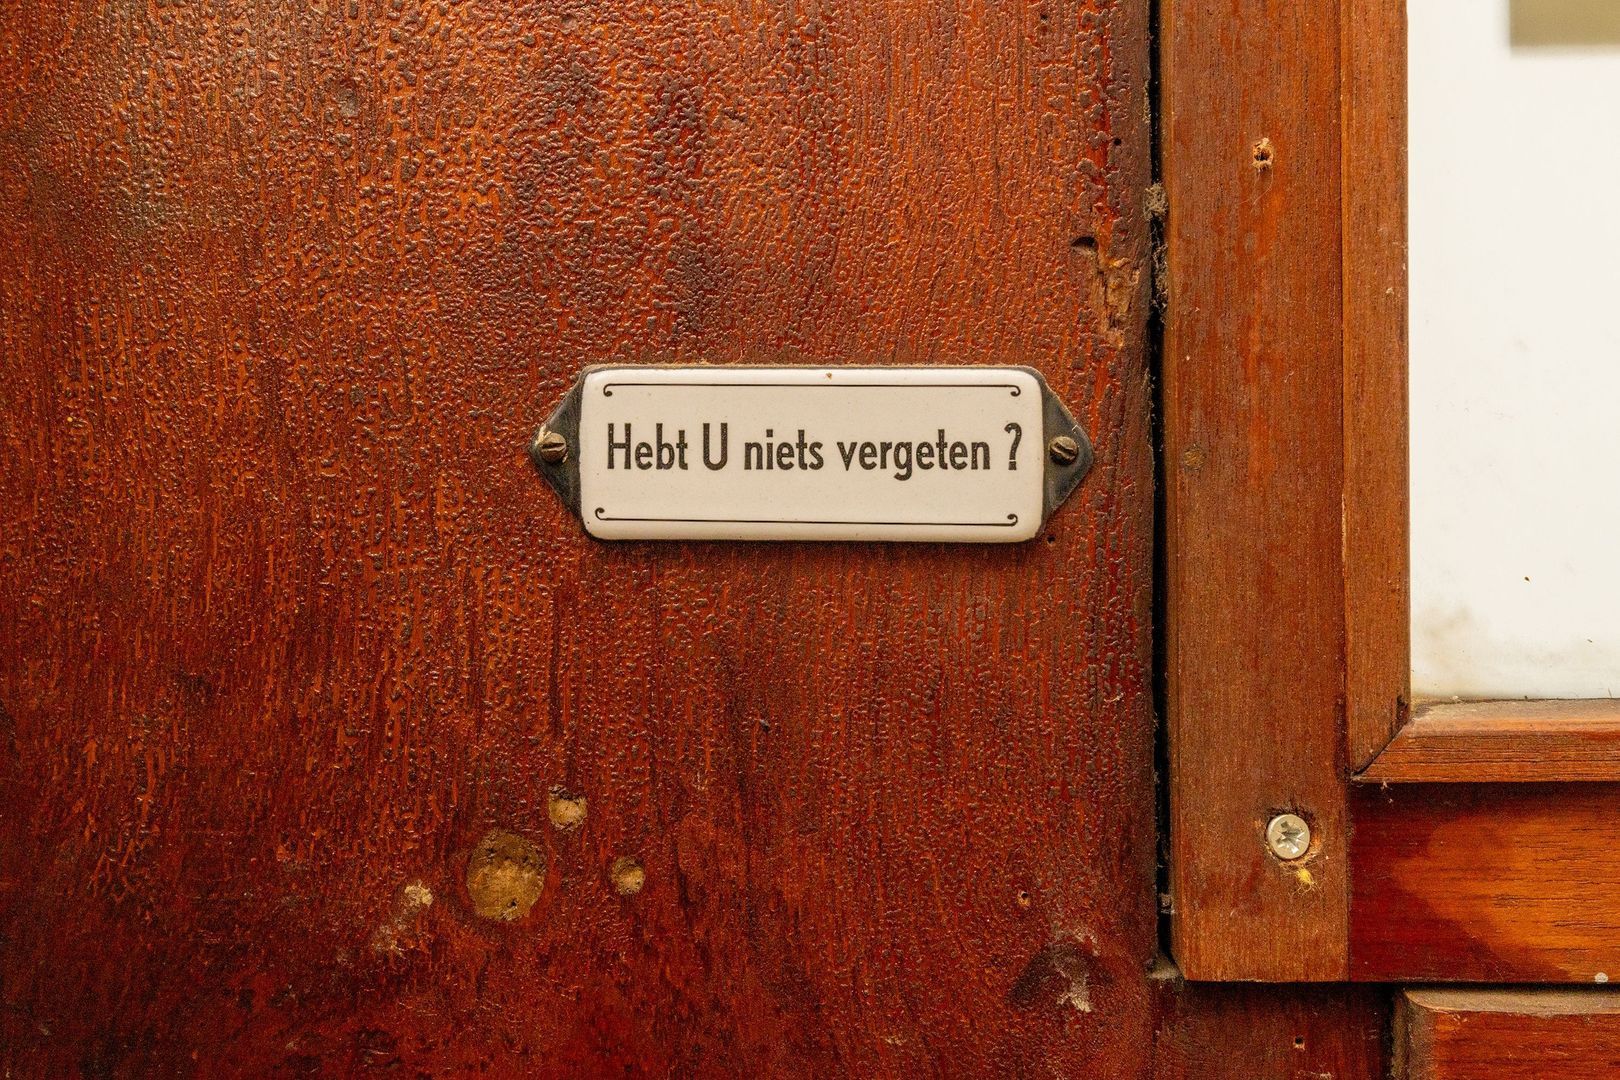 Hebt U niets vergeten ?